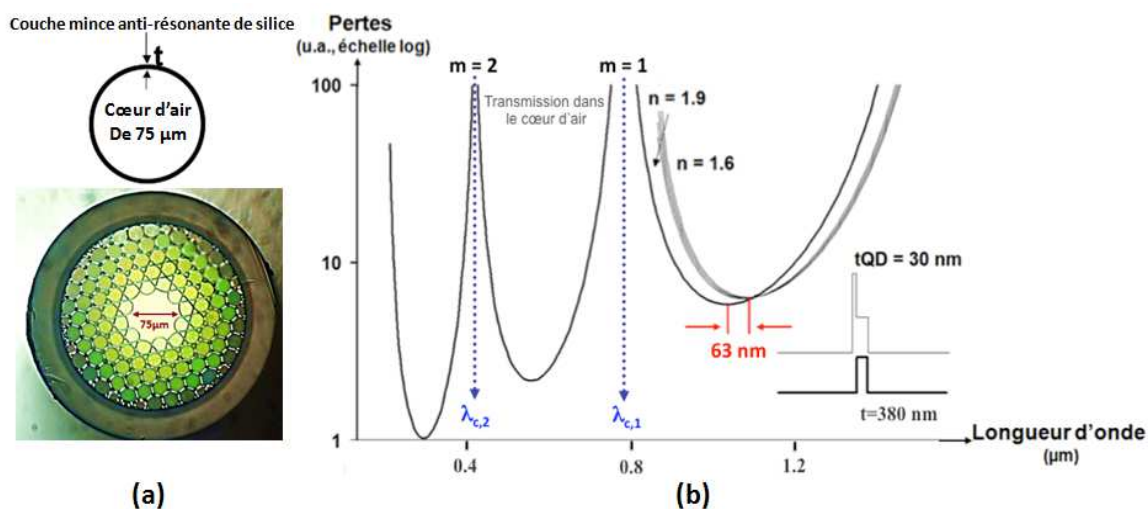 Couche mince anti-résonante de silice
t
Cœur d'air
De 75 µm
75µm
(a)
Pertes
(u.a., échelle log)
100
10
1
m = 2
m = 1
Transmission dans
le cœur d'air
n = 1.9
n = 1.6
tQD = 30 nm
63 nm
t=380 nm
λc,2
λc,1
0.4
0.8
1.2
Longueur d'onde
(µm)
(b)